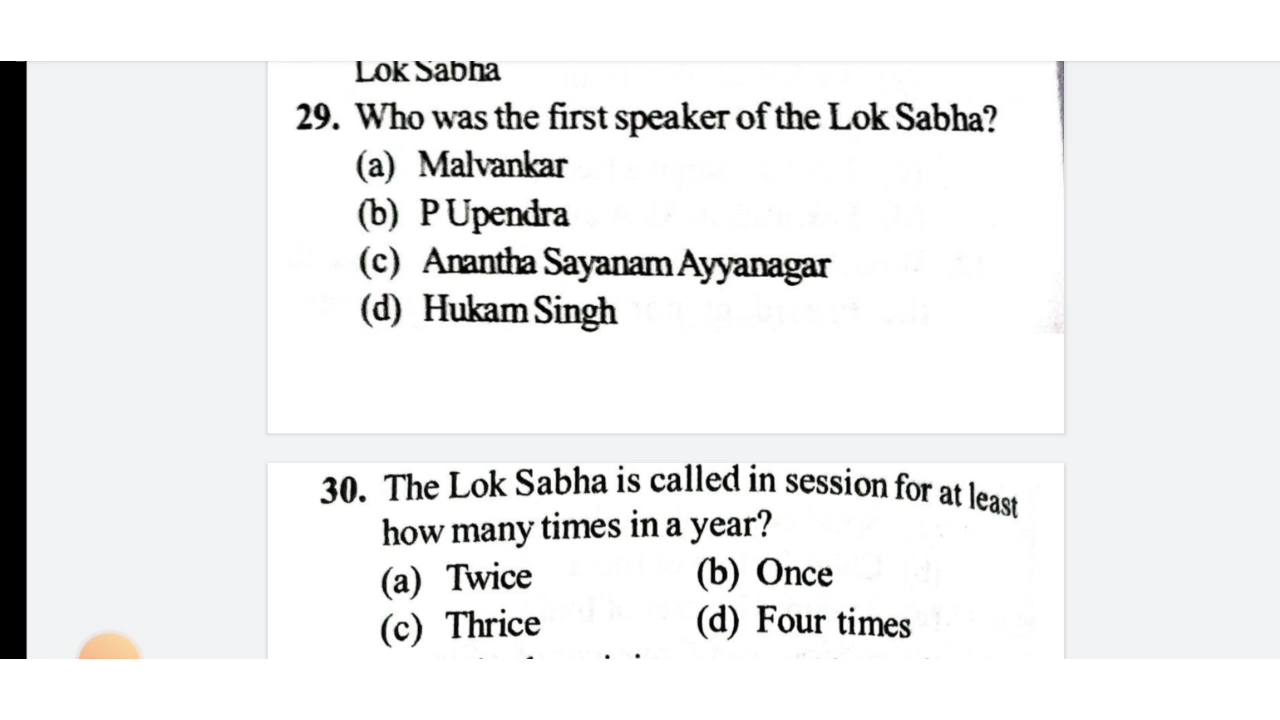 Lok Sabha
29. Who was the first speaker of the Lok Sabha?
(a) Malvankar
(b) P Upendra
(c) Anantha Sayanam Ayyanagar
(d) Hukam Singh
30. The Lok Sabha is called in session for at least
how many times in a year?
(a) Twice (b) Once
(c) Thrice (d) Four times